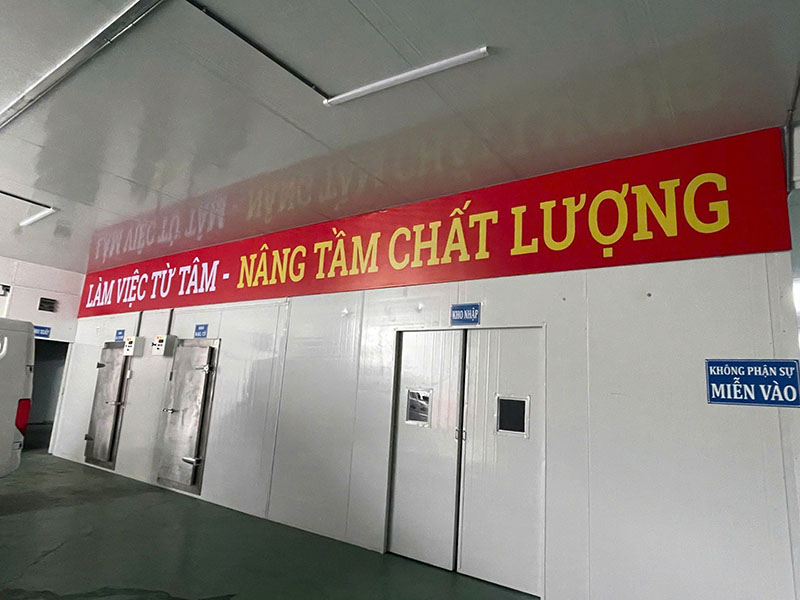 LÀM VIỆC TỪ TÂM - NÂNG TẦM CHẤT LƯỢNG
KHO NHẬP
KHÔNG PHẬN SỰ
MIỄN VÀO